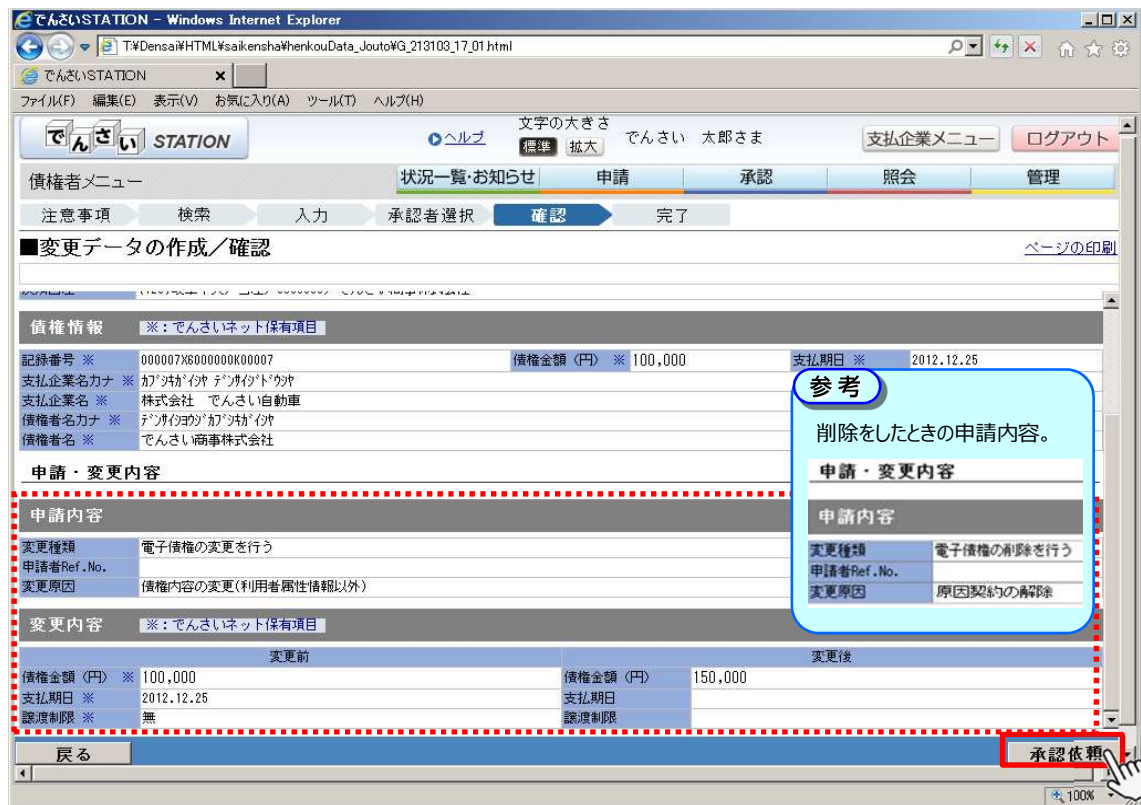 でんさいSTATION - Windows Internet Explorer
T:¥Densai¥HTML¥saikensha¥henkouData_Jouto¥G_213103_17_01.html
でんさいSTATION
ファイル(F) 編集(E) 表示(V) お気に入り(A) ツール(T) ヘルプ(H)
でんさい STATION
ヘルプ
文字の大きさ
標準 拡大
でんさい 太郎さま
支払企業メニュー
ログアウト
債権者メニュー
状況一覧・お知らせ 申請 承認 照会 管理
注意事項 検索 入力 承認者選択 確認 完了
■変更データの作成／確認
ページの印刷
債権情報 ※：でんさいネット保有項目
記録番号 ※ 000007X6000000K00007 債権金額（円） ※ 100,000 支払期日 ※ 2012.12.25
支払企業名カナ ※ ｶﾌﾞｼｷｶﾞｲｼﾔ ﾃﾞﾝｻｲｼﾞﾄﾞｳｼﾔ
支払企業名 ※ 株式会社 でんさい自動車
債権者名カナ ※ ﾃﾞﾝｻｲｼﾖｳｼﾞｶﾌﾞｼｷｶﾞｲｼﾔ
債権者名 ※ でんさい商事株式会社
申請・変更内容
申請内容
変更種類 電子債権の変更を行う
申請者Ref.No.
変更原因 債権内容の変更(利用者属性情報以外)
変更内容 ※：でんさいネット保有項目
変更前 変更後
債権金額（円） ※ 100,000 債権金額（円） 150,000
支払期日 ※ 2012.12.25 支払期日
譲渡制限 ※ 無 譲渡制限
参考
削除をしたときの申請内容。
申請・変更内容
申請内容
変更種類 電子債権の削除を行う
申請者Ref.No.
変更原因 原因契約の解除
戻る 承認依頼
100%